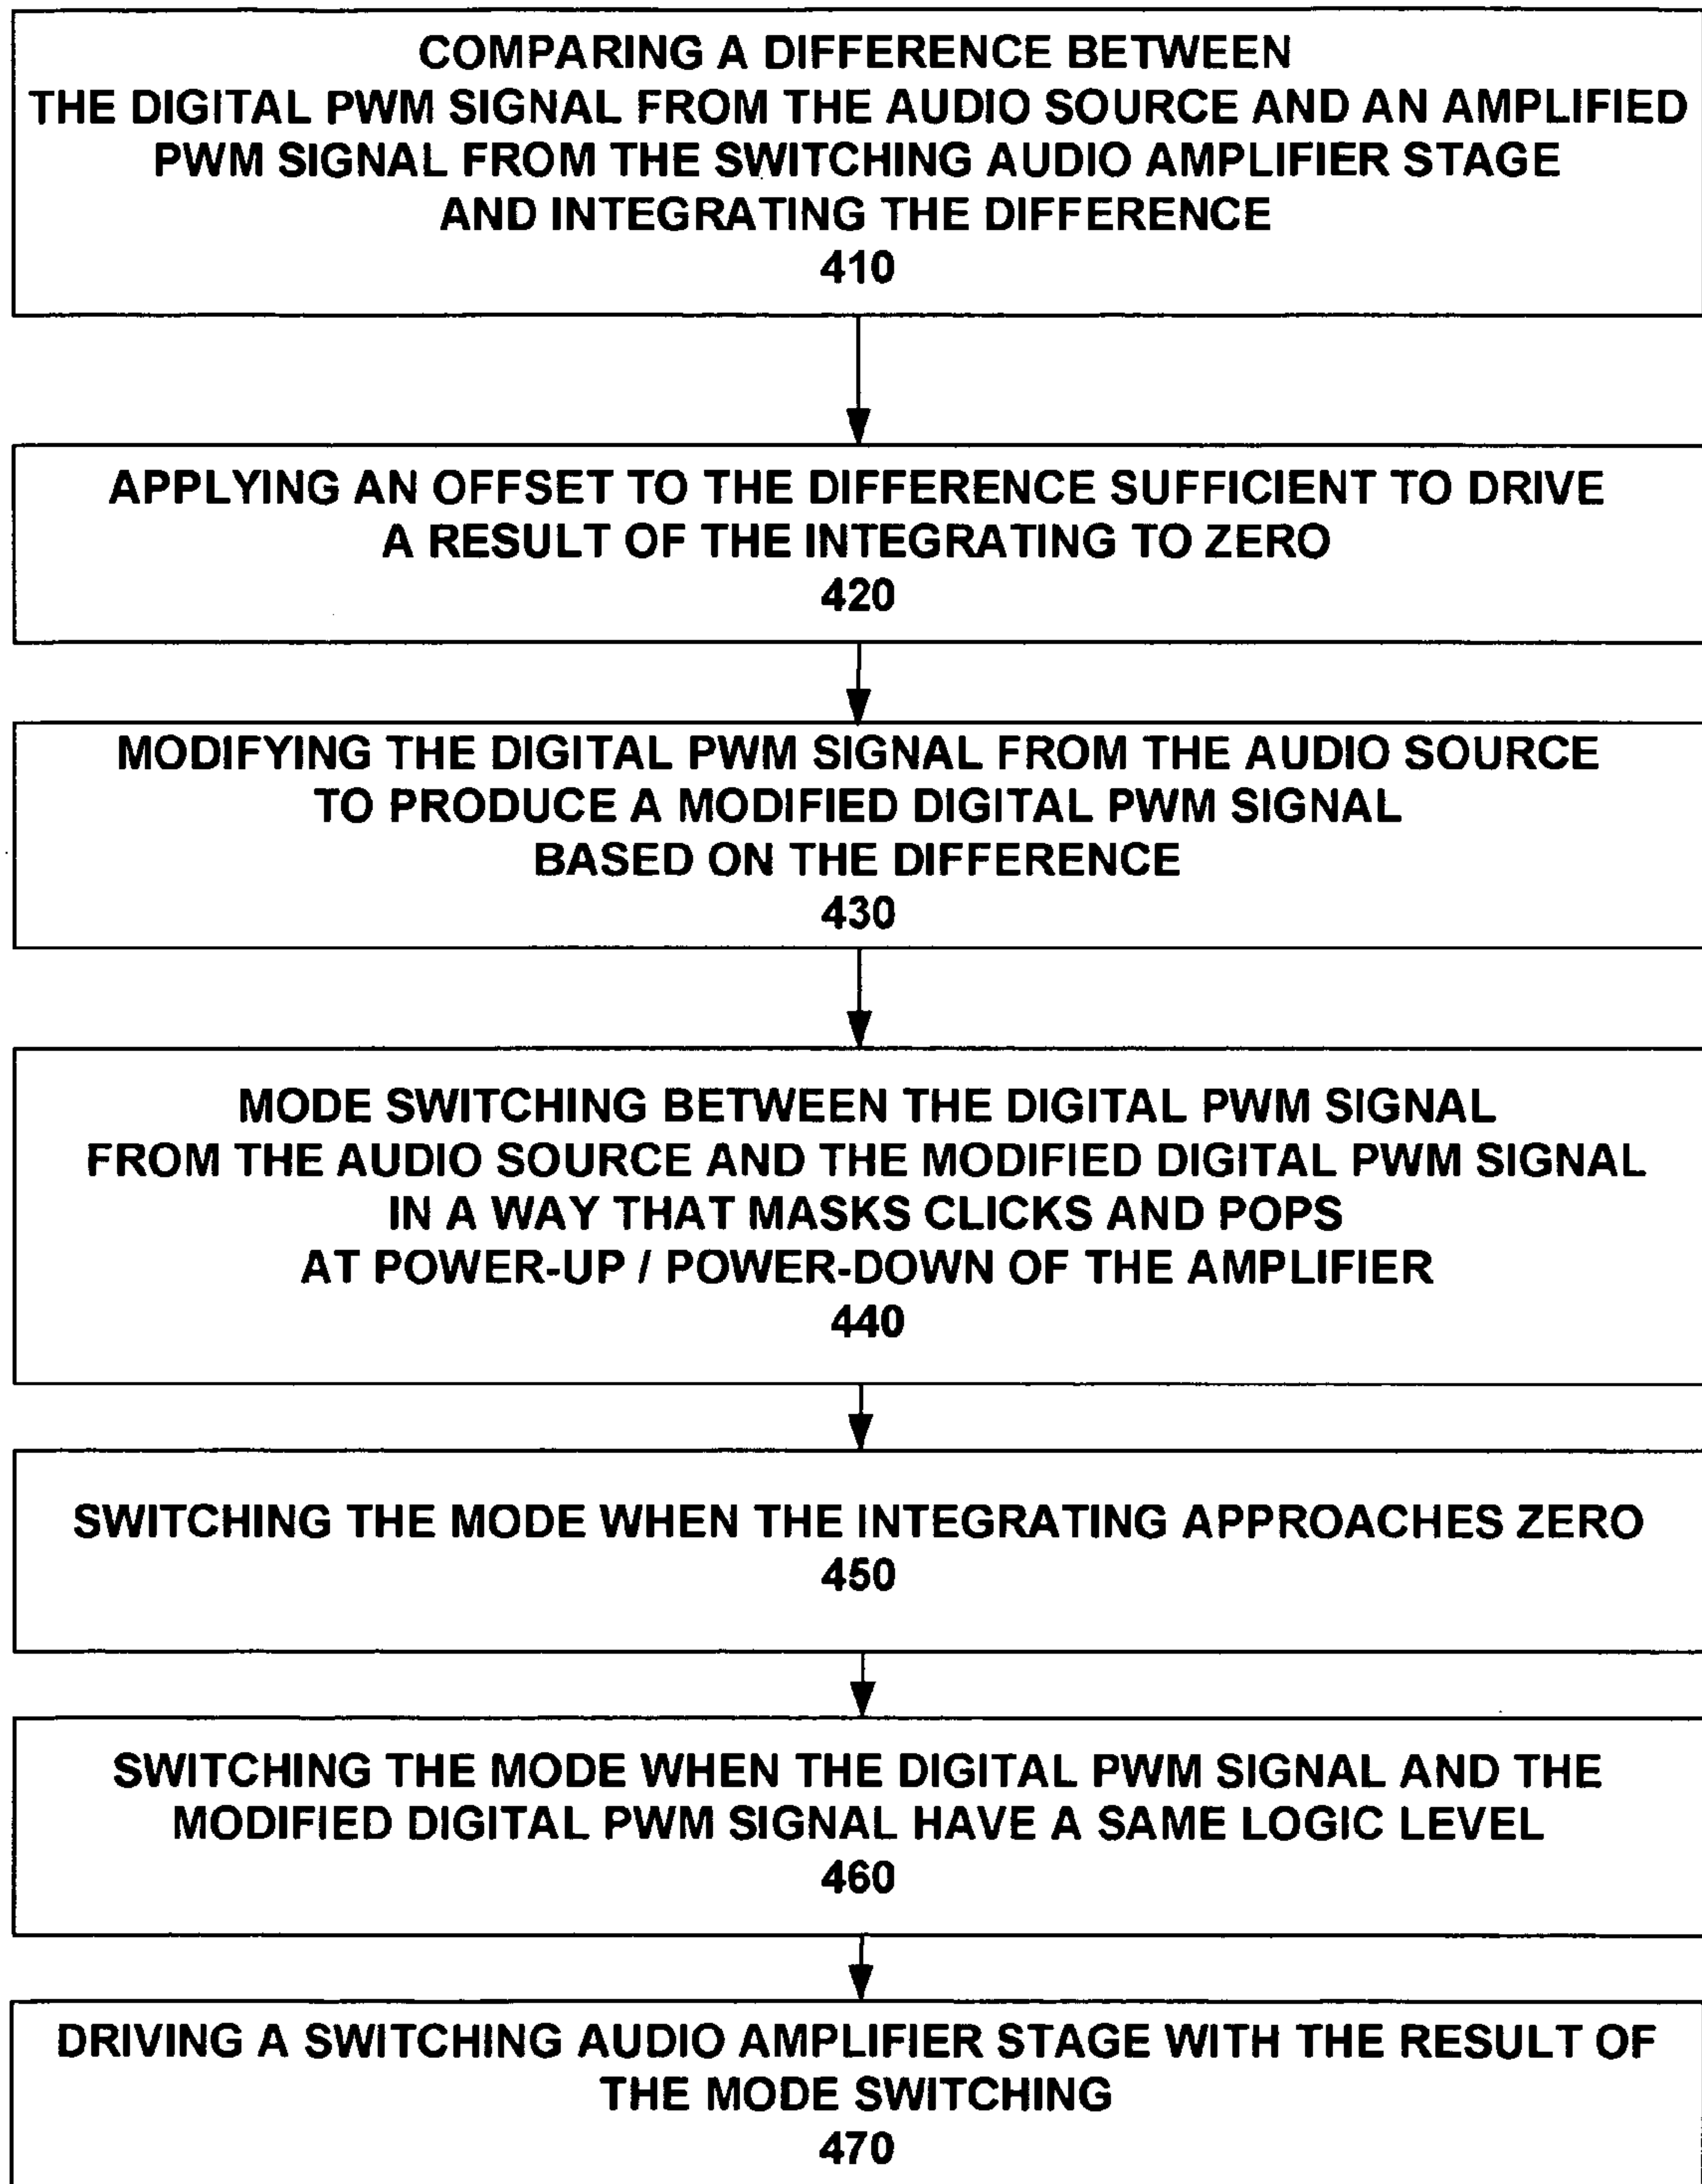 COMPARING A DIFFERENCE BETWEEN
THE DIGITAL PWM SIGNAL FROM THE AUDIO SOURCE AND AN AMPLIFIED
PWM SIGNAL FROM THE SWITCHING AUDIO AMPLIFIER STAGE
AND INTEGRATING THE DIFFERENCE
410
APPLYING AN OFFSET TO THE DIFFERENCE SUFFICIENT TO DRIVE
A RESULT OF THE INTEGRATING TO ZERO
420
MODIFYING THE DIGITAL PWM SIGNAL FROM THE AUDIO SOURCE
TO PRODUCE A MODIFIED DIGITAL PWM SIGNAL
BASED ON THE DIFFERENCE
430
MODE SWITCHING BETWEEN THE DIGITAL PWM SIGNAL
FROM THE AUDIO SOURCE AND THE MODIFIED DIGITAL PWM SIGNAL
IN A WAY THAT MASKS CLICKS AND POPS
AT POWER-UP / POWER-DOWN OF THE AMPLIFIER
440
SWITCHING THE MODE WHEN THE INTEGRATING APPROACHES ZERO
450
SWITCHING THE MODE WHEN THE DIGITAL PWM SIGNAL AND THE
MODIFIED DIGITAL PWM SIGNAL HAVE A SAME LOGIC LEVEL
460
DRIVING A SWITCHING AUDIO AMPLIFIER STAGE WITH THE RESULT OF
THE MODE SWITCHING
470